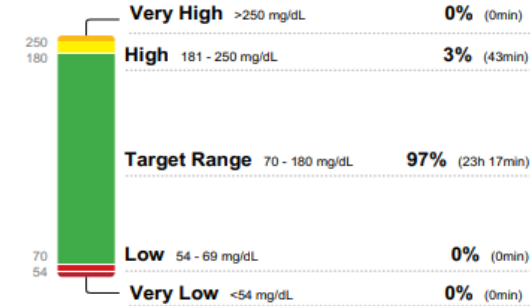 Very High >250 mg/dL 0% (0min)
250
180
High 181 - 250 mg/dL 3% (43min)
Target Range 70 - 180 mg/dL 97% (23h 17min)
70
54
Low 54 - 69 mg/dL 0% (0min)
Very Low <54 mg/dL 0% (0min)